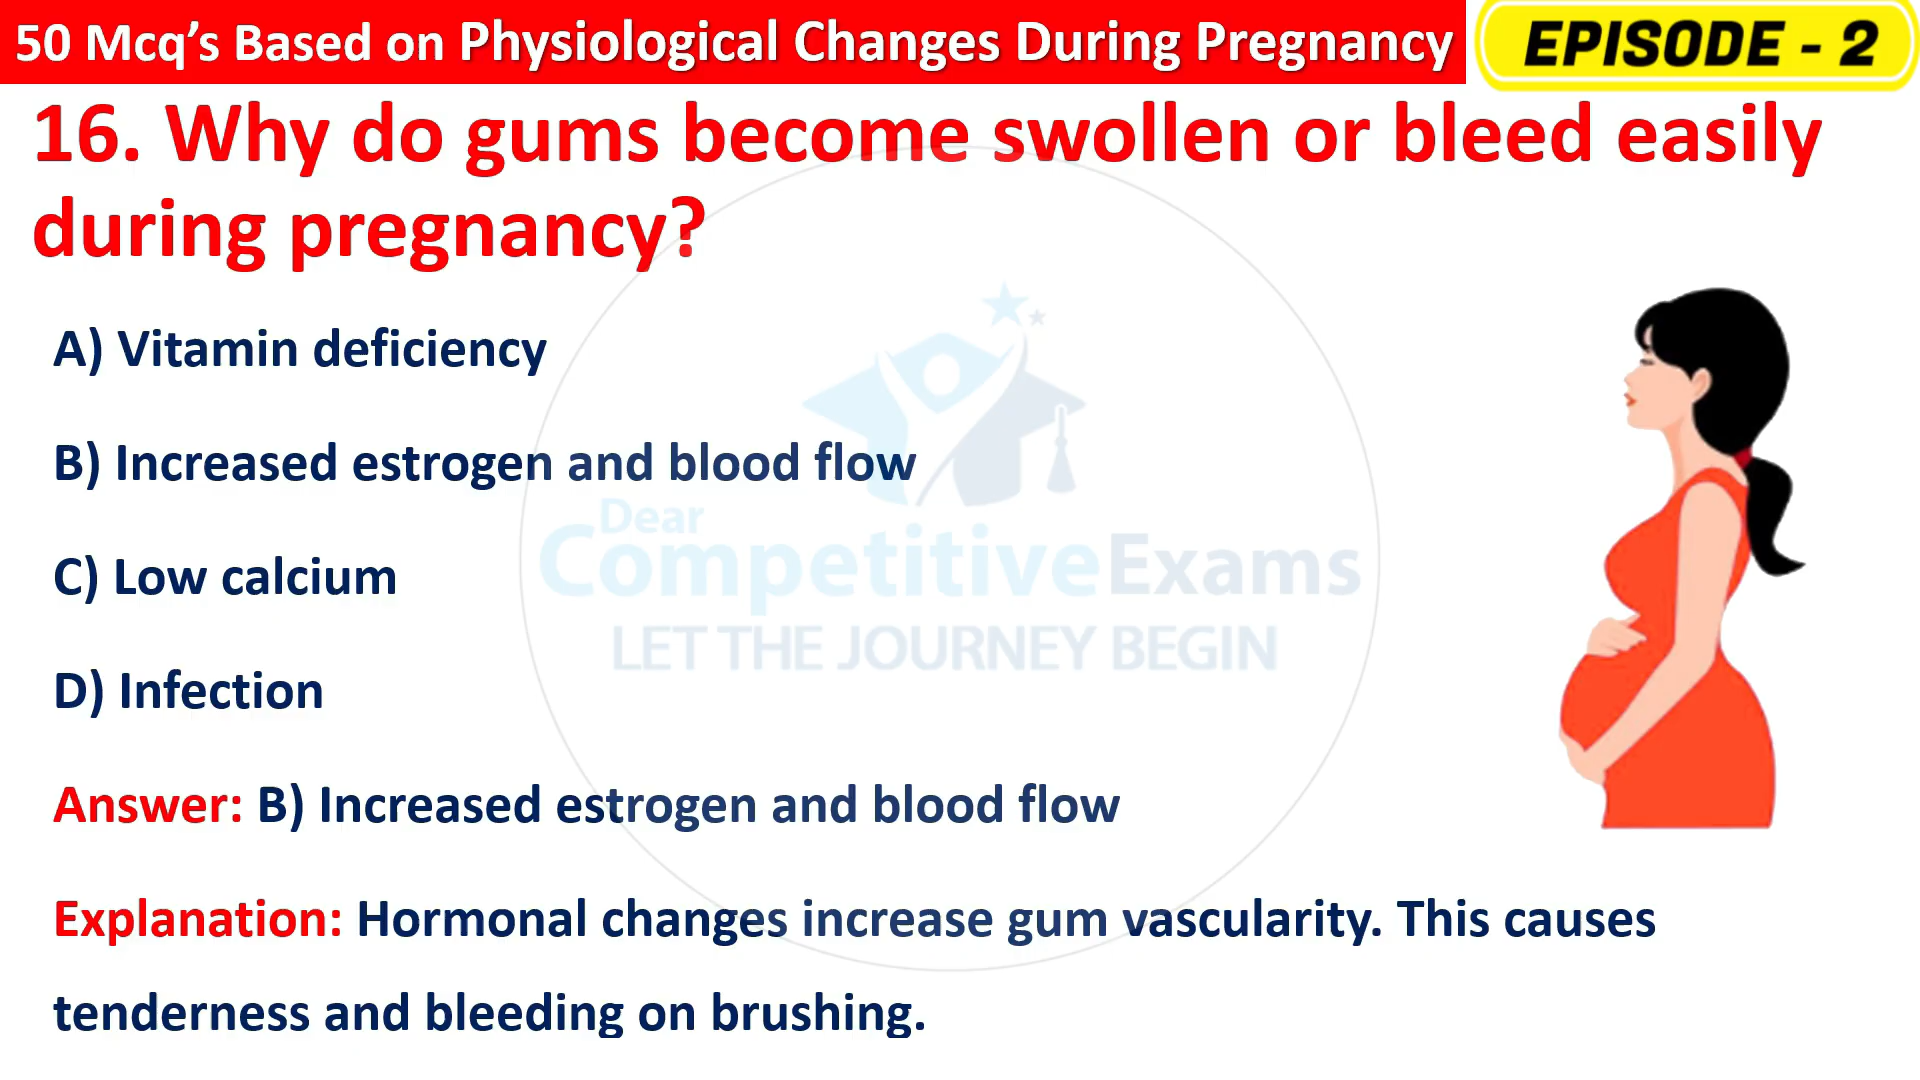 50 Mcq’s Based on Physiological Changes During Pregnancy
EPISODE - 2
16. Why do gums become swollen or bleed easily
during pregnancy?
A) Vitamin deficiency
B) Increased estrogen and blood flow
Dear
CompetitiveExams
LET THE JOURNEY BEGIN
C) Low calcium
D) Infection
Answer: B) Increased estrogen and blood flow
Explanation: Hormonal changes increase gum vascularity. This causes
tenderness and bleeding on brushing.